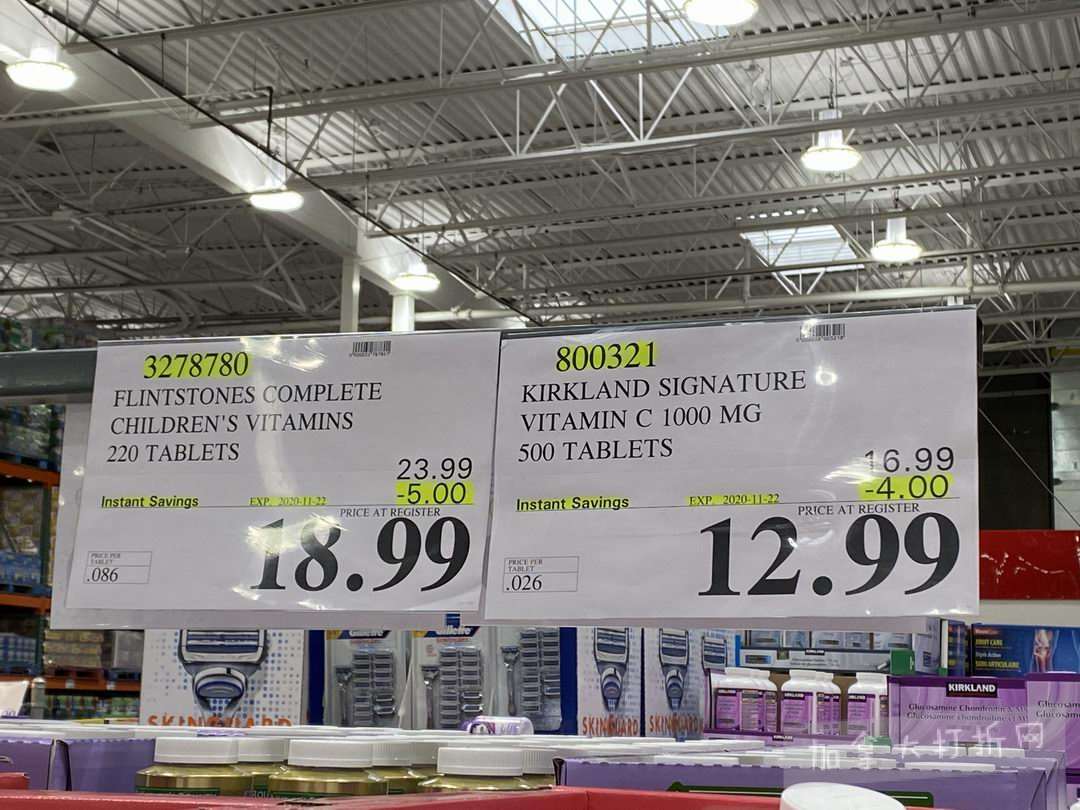 3278780
FLINTSTONES COMPLETE
CHILDREN'S VITAMINS
220 TABLETS
23.99
Instant Savings EXP. 2020-11-22 -5.00
PRICE AT REGISTER
18.99
PRICE PER
TABLET
.086
800321
KIRKLAND SIGNATURE
VITAMIN C 1000 MG
500 TABLETS
16.99
Instant Savings EXP. 2020-11-22 -4.00
PRICE AT REGISTER
12.99
PRICE PER
TABLET
.026
Gillette
SKINGUARD
SKINGUARD
SKINGUARD
KIRKLAND
KIRKLAND
Glucosamine
加拿大打折网